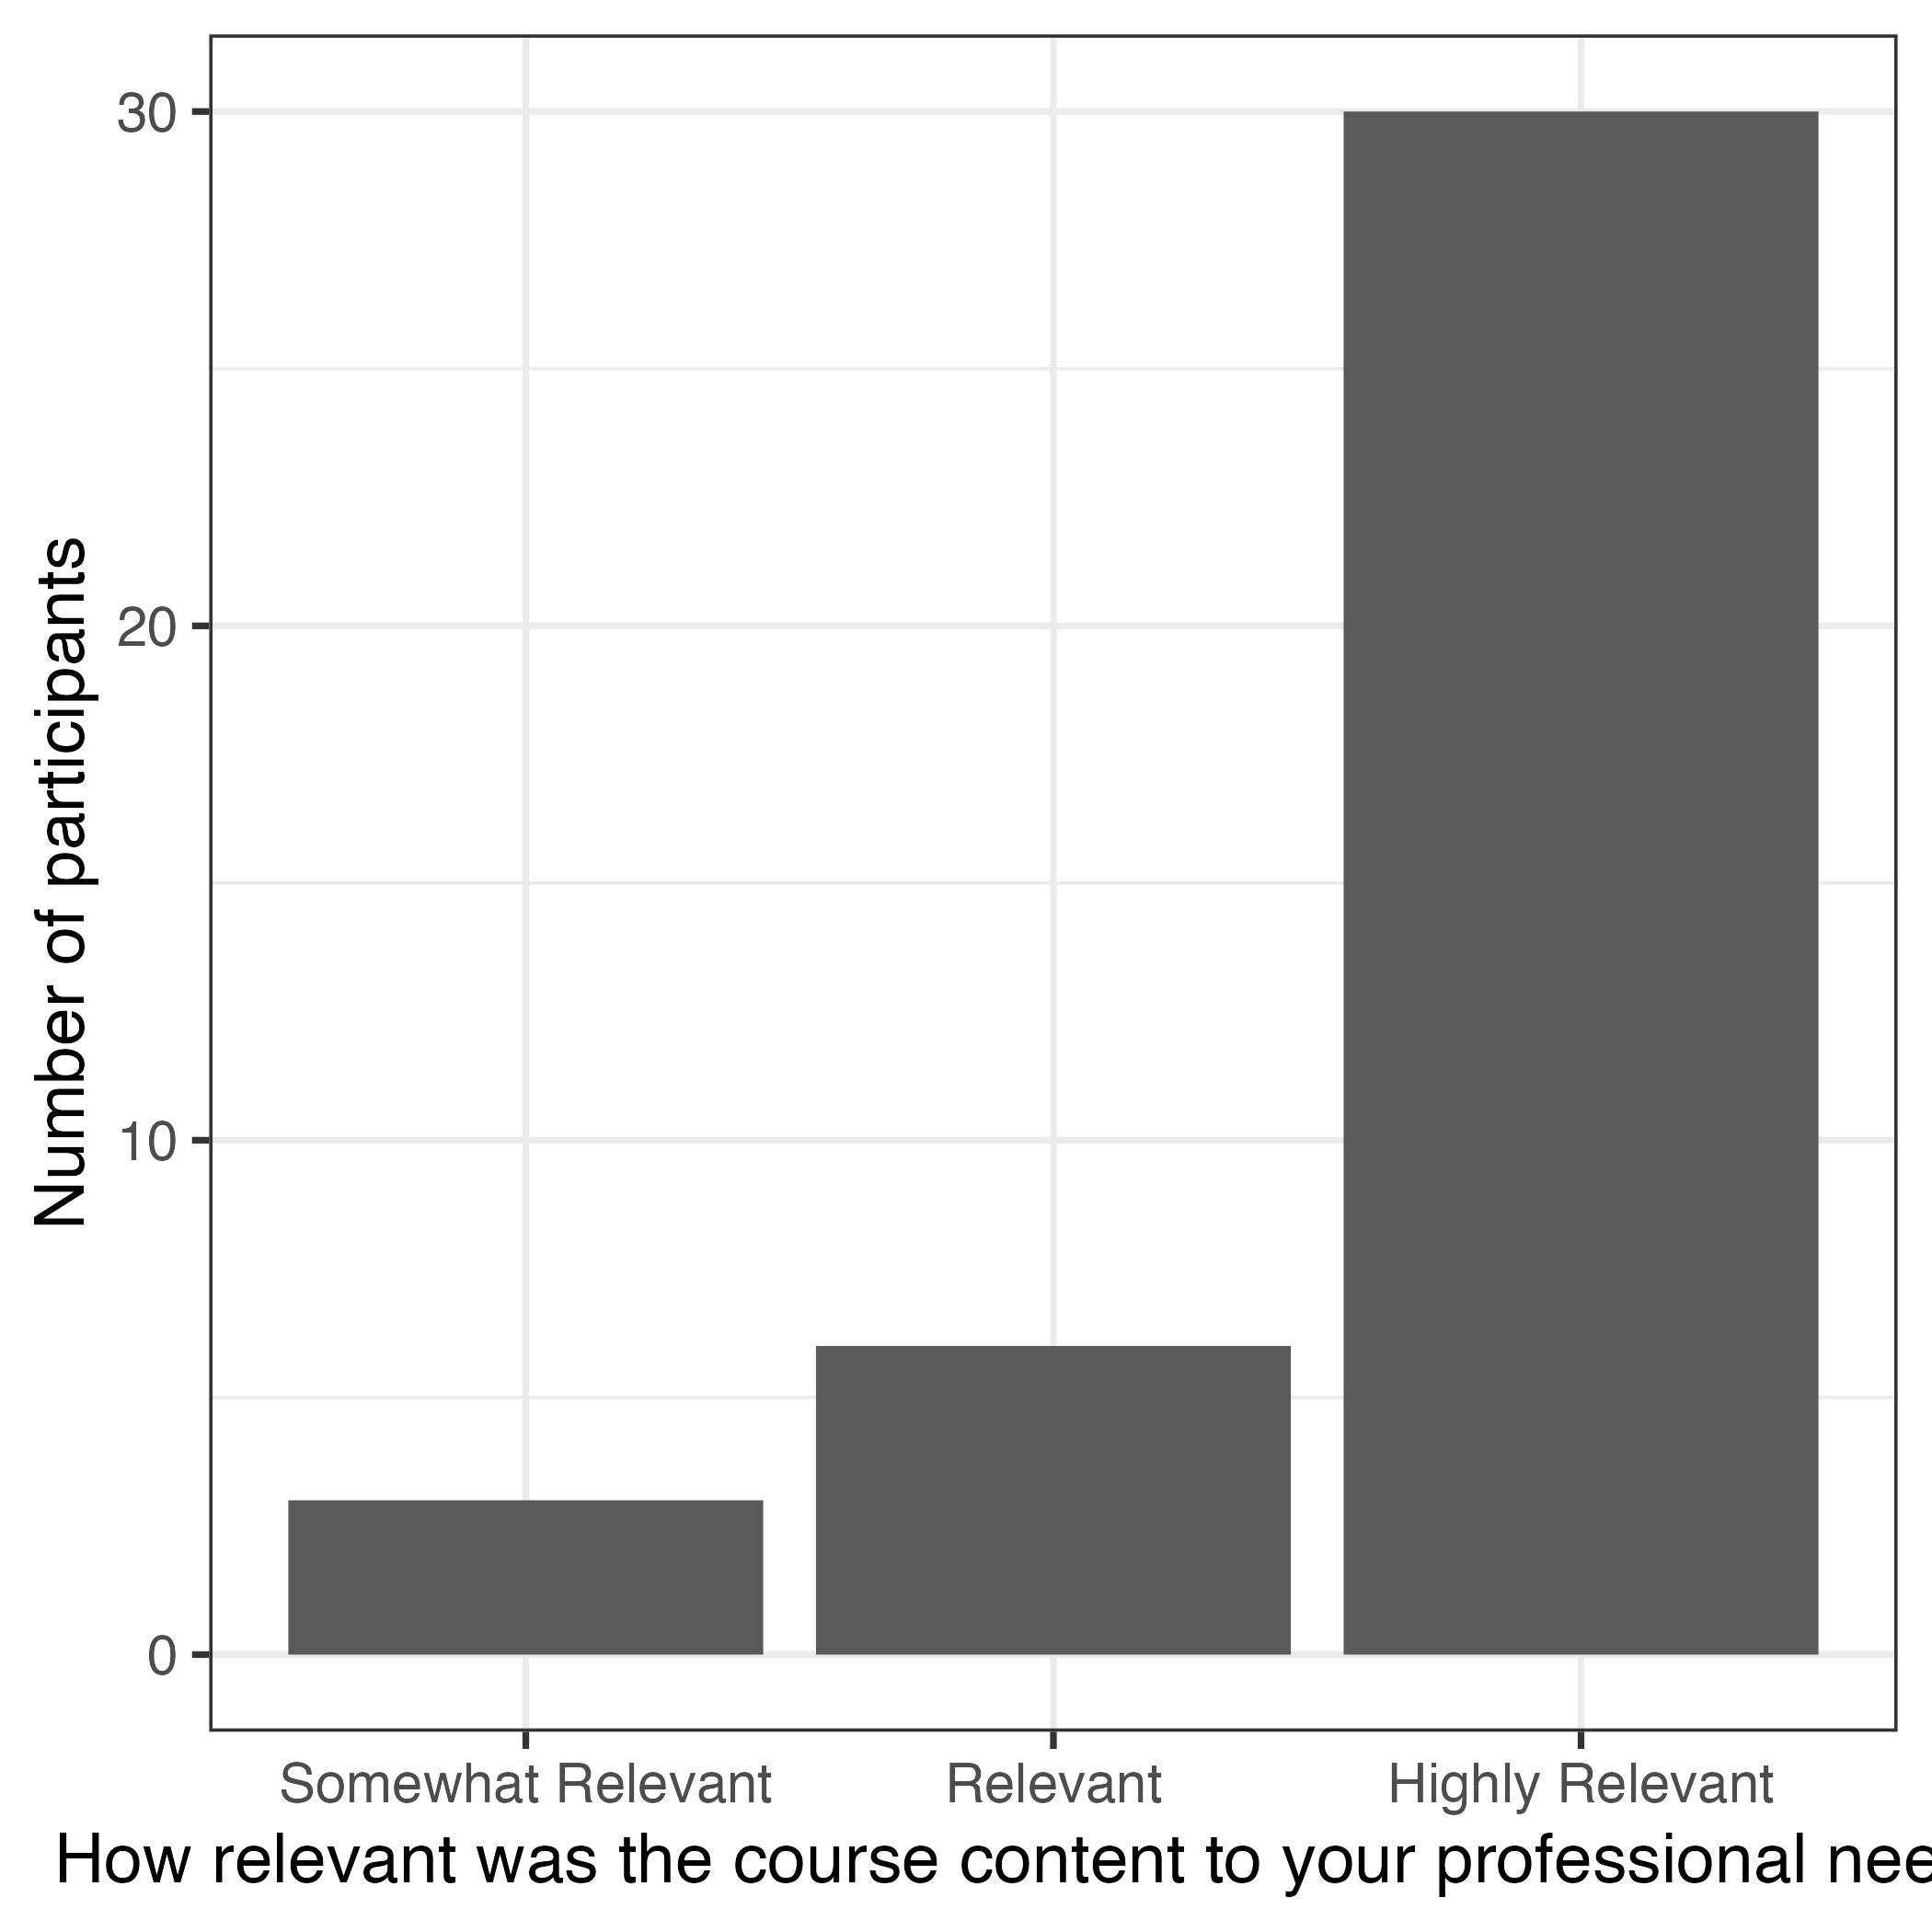 Number of participants
30
20
10
0
Somewhat Relevant Relevant Highly Relevant
How relevant was the course content to your professional